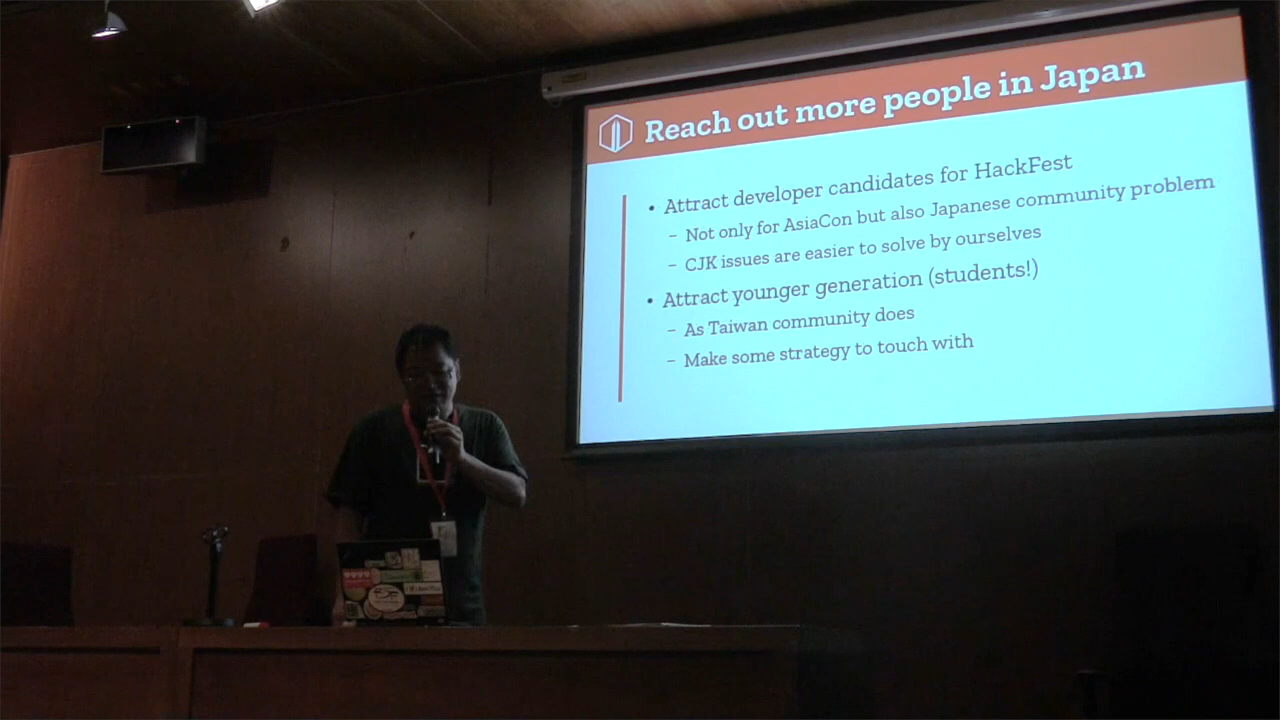 Reach out more people in Japan
• Attract developer candidates for HackFest
– Not only for AsiaCon but also Japanese community problem
– CJK issues are easier to solve by ourselves
• Attract younger generation (students!)
– As Taiwan community does
– Make some strategy to touch with